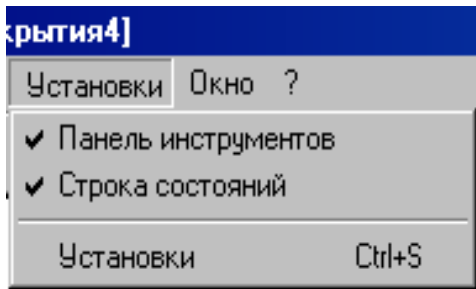 крытия4]
Установки Окно ?
Панель инструментов
Строка состояний
Установки Ctrl+S